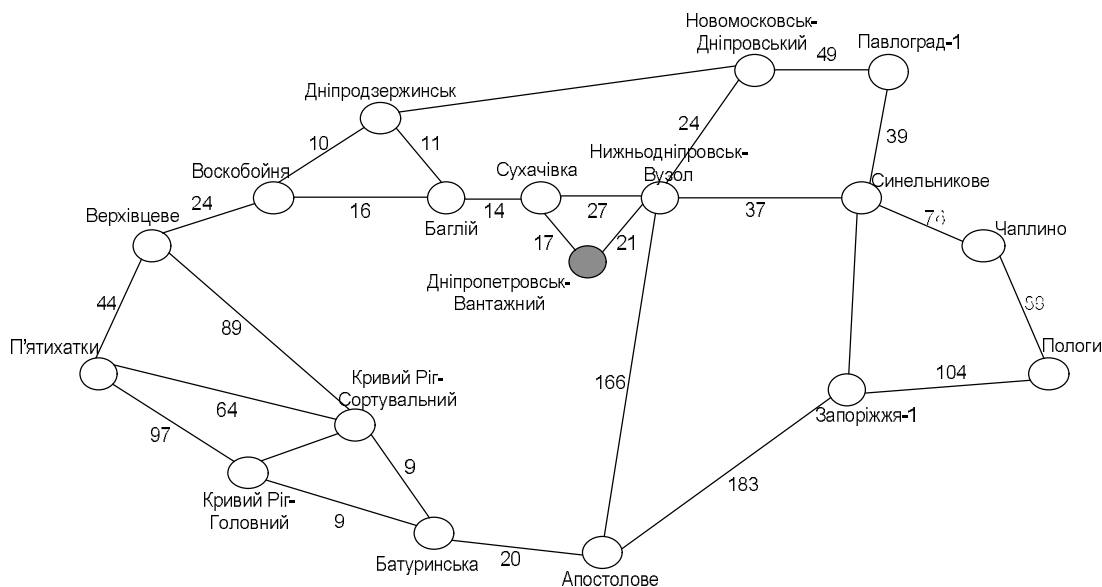 Новомосковськ-
Дніпровський
Павлоград-1
49
Дніпродзержинськ
24
39
10
11
Нижньодніпровськ-
Вузол
Воскобойня
Сухачівка
Синельникове
24
16
14
27
37
Верхівцеве
Баглій
Чаплино
17
21
Дніпропетровськ-
Вантажний
44
89
П'ятихатки
Пологи
Кривий Ріг-
Сортувальний
166
104
64
Запоріжжя-1
97
9
183
Кривий Ріг-
Головний
9
Батуринська
20
Апостолове